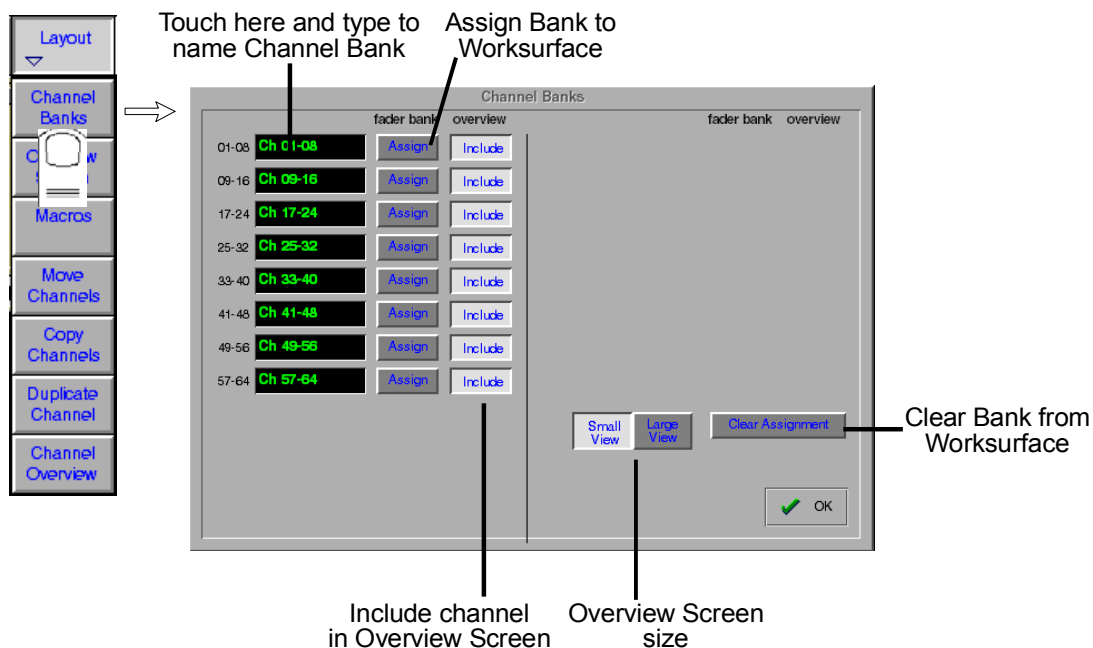 Touch here and type to
name Channel Bank
Assign Bank to
Worksurface
Layout
Channel
Banks
Macros
Move
Channels
Copy
Channels
Duplicate
Channel
Channel
Overview
Channel Banks
fader bank overview
fader bank overview
01-08 Ch 01-08 Assign Include
09-16 Ch 09-16 Assign Include
17-24 Ch 17-24 Assign Include
25-32 Ch 25-32 Assign Include
33-40 Ch 33-40 Assign Include
41-48 Ch 41-48 Assign Include
49-56 Ch 49-56 Assign Include
57-64 Ch 57-64 Assign Include
Small
View
Large
View
Clear Assignment
OK
Clear Bank from
Worksurface
Include channel
in Overview Screen
Overview Screen
size